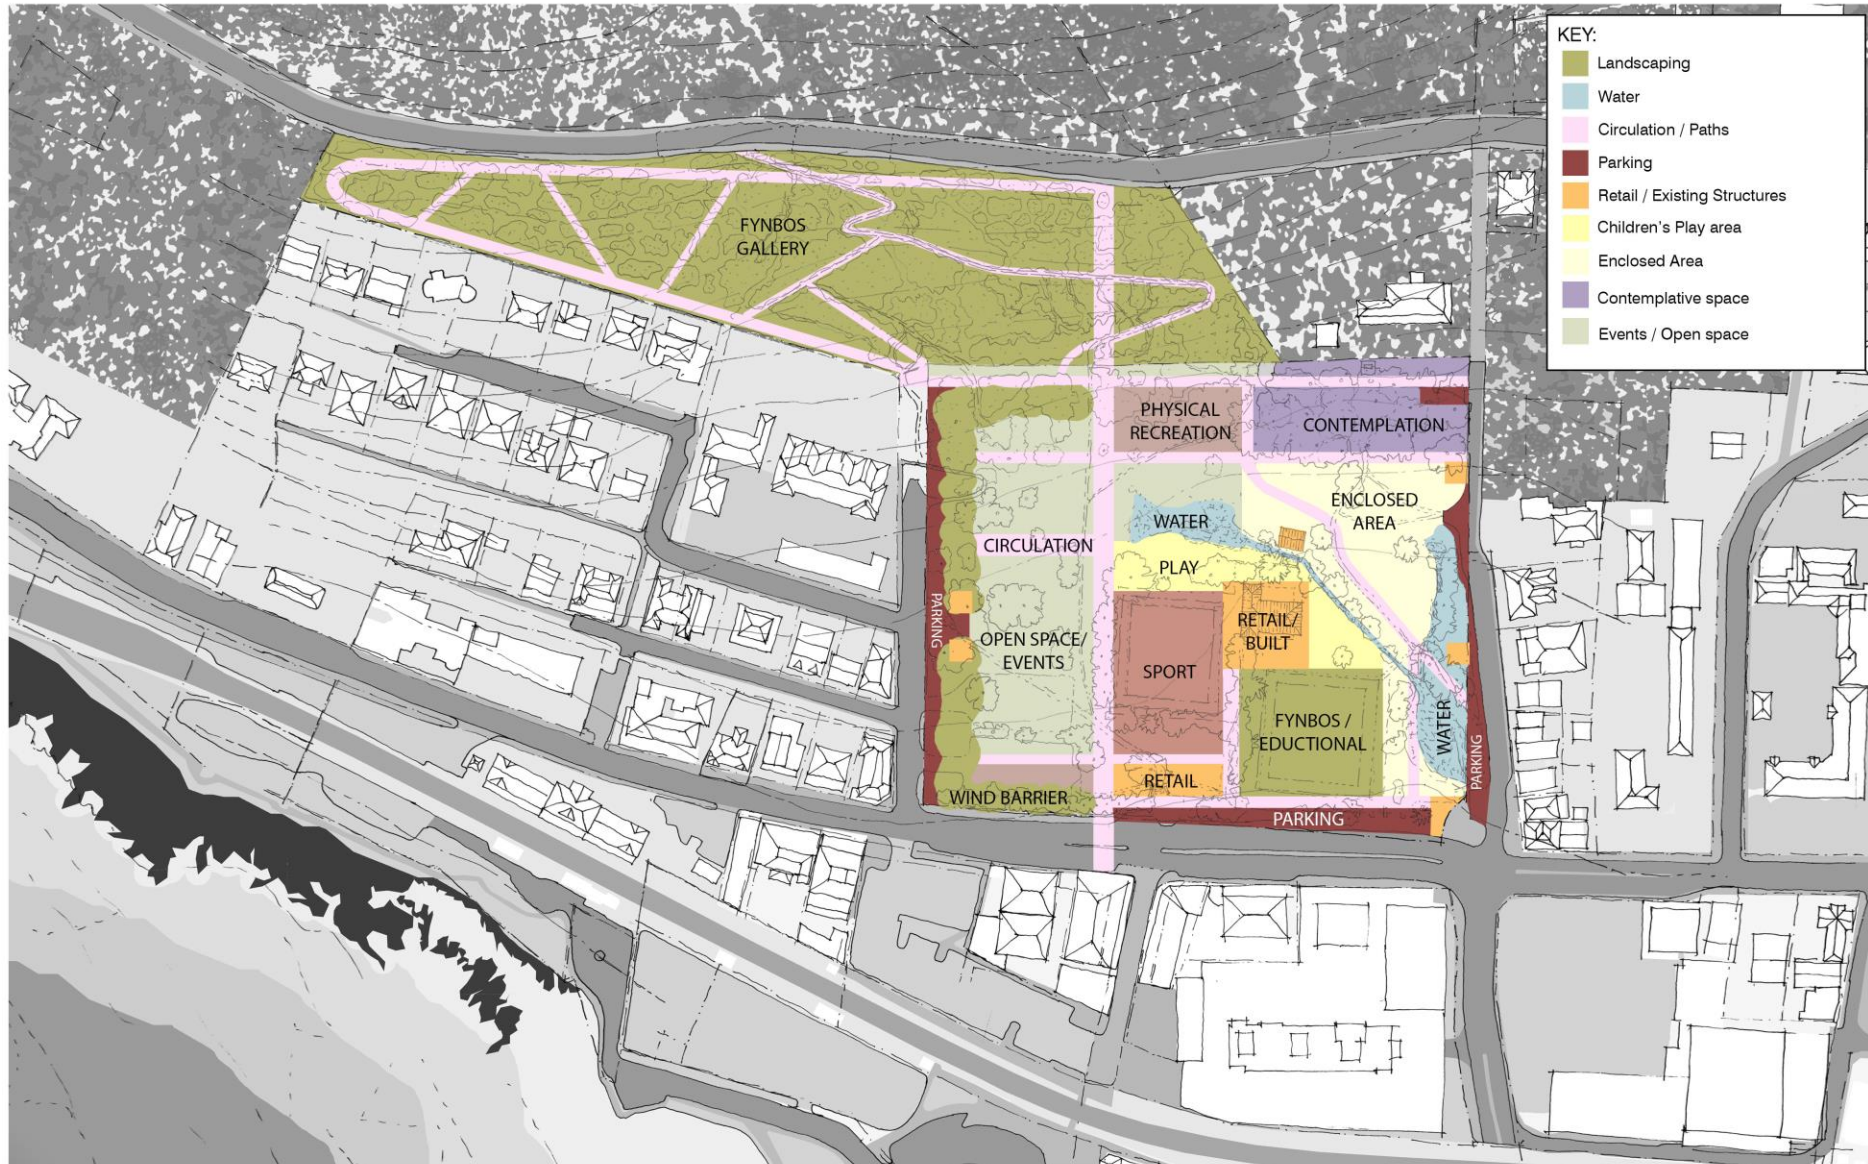 KEY:
Landscaping
Water
Circulation / Paths
Parking
Retail / Existing Structures
Children's Play area
Enclosed Area
Contemplative space
Events / Open space
FYNBOS
GALLERY
PHYSICAL
RECREATION
CONTEMPLATION
ENCLOSED
AREA
WATER
CIRCULATION
PLAY
PARKING
RETAIL/
BUILT
OPEN SPACE/
EVENTS
SPORT
FYNBOS /
EDUCTIONAL
WATER
PARKING
RETAIL
WIND BARRIER
PARKING